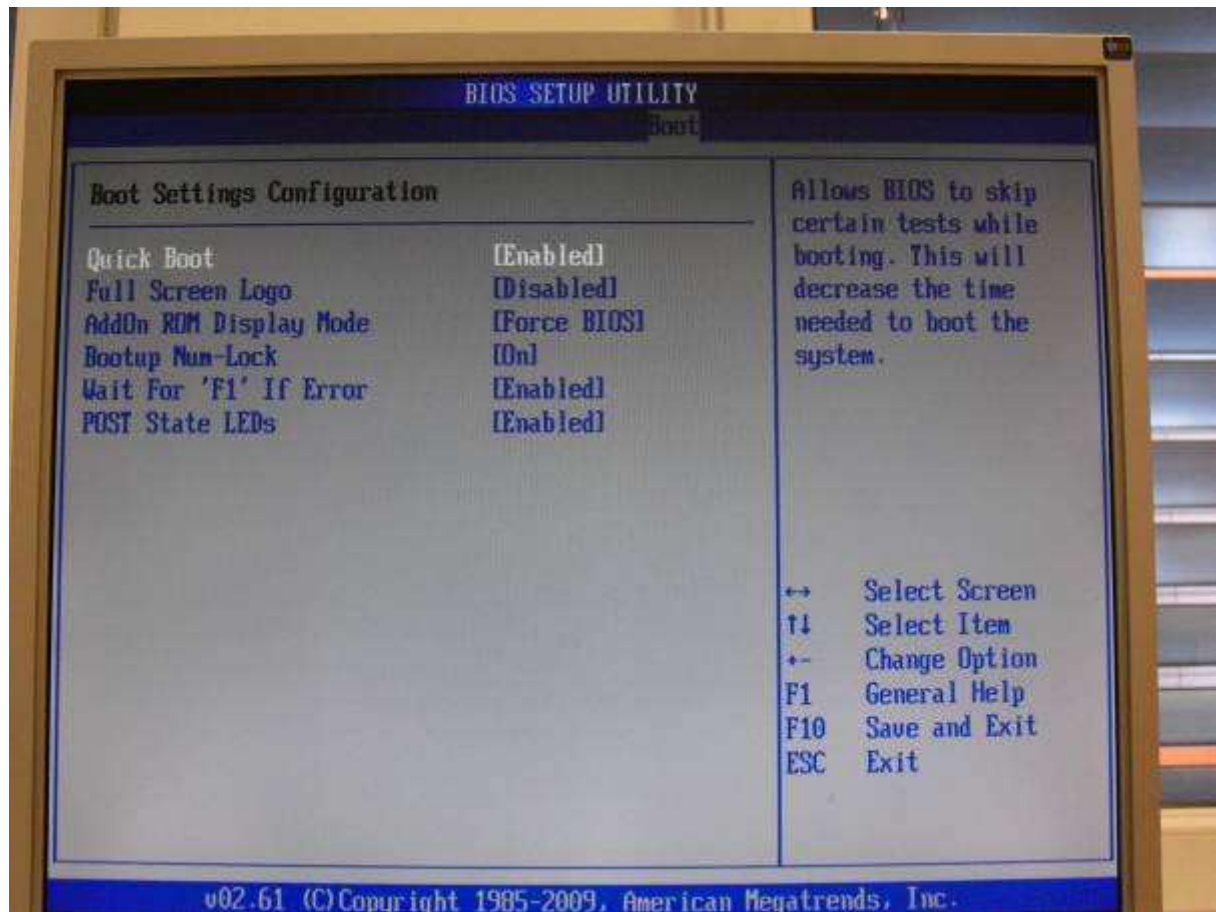 BIOS SETUP UTILITY
Boot
Boot Settings Configuration
Quick Boot [Enabled]
Full Screen Logo [Disabled]
AddOn ROM Display Mode [Force BIOS]
Bootup Num-Lock [On]
Wait For 'F1' If Error [Enabled]
POST State LEDs [Enabled]
Allows BIOS to skip
certain tests while
booting. This will
decrease the time
needed to boot the
system.
↔ Select Screen
↑↓ Select Item
+- Change Option
F1 General Help
F10 Save and Exit
ESC Exit
v02.61 (C)Copyright 1985-2009, American Megatrends, Inc.